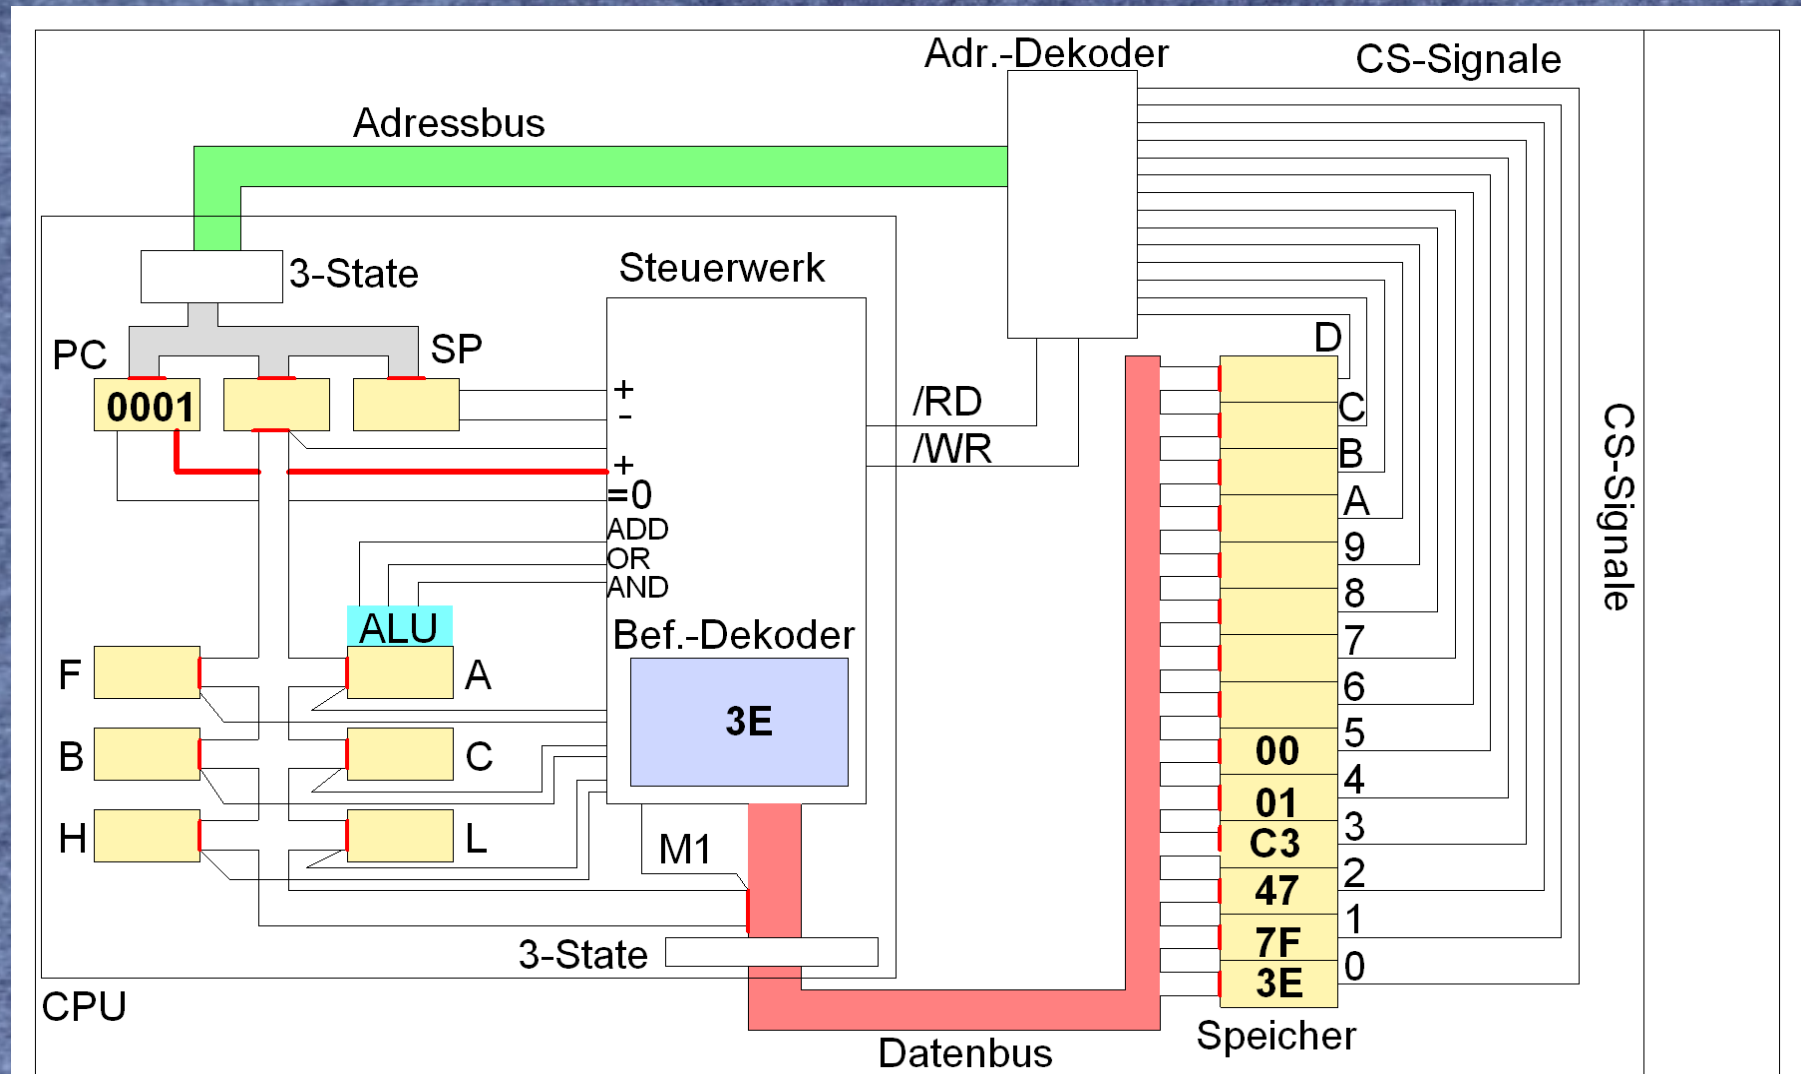 Adr.-Dekoder
CS-Signale
Adressbus
3-State
Steuerwerk
PC
SP
0001
+
-
+
=0
/RD
/WR
ADD
OR
AND
ALU
Bef.-Dekoder
3E
F
A
B
C
H
L
M1
3-State
CPU
Datenbus
D
C
B
A
9
8
7
6
00
5
01
4
C3
3
47
2
7F
1
3E
0
Speicher
CS-Signale